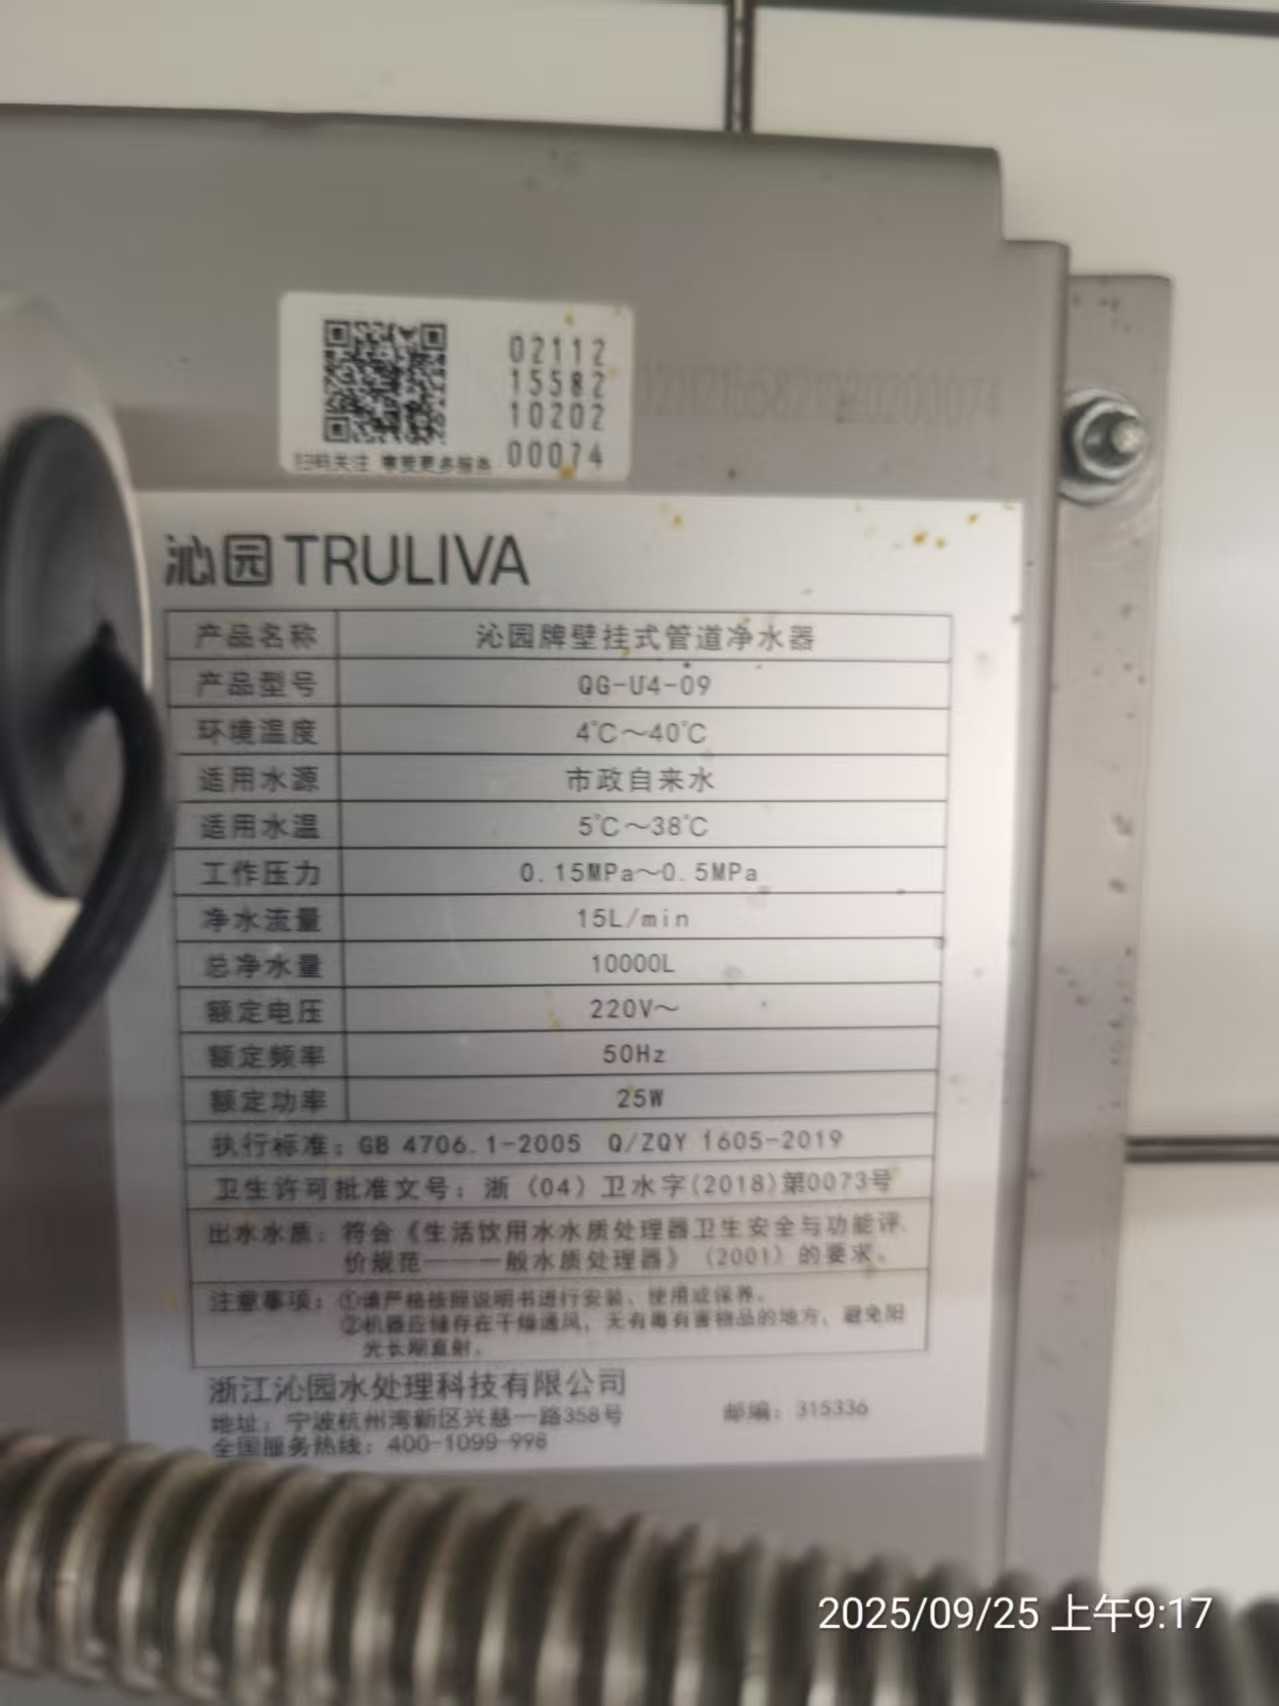 02112
15582
10202
00074
扫码关注 享受更多服务
02112155821020200074
沁园 TRULIVA
产品名称 沁园牌壁挂式管道净水器
产品型号 QG-U4-09
环境温度 4℃~40℃
适用水源 市政自来水
适用水温 5℃~38℃
工作压力 0.15MPa~0.5MPa
净水流量 15L/min
总净水量 10000L
额定电压 220V~
额定频率 50Hz
额定功率 25W
执行标准:GB 4706.1-2005 Q/ZQY 1605-2019
卫生许可批准文号:浙(04)卫水字(2018)第0073号
出水水质:符合《生活饮用水水质处理器卫生安全与功能评
价规范——一般水质处理器》(2001)的要求。
注意事项:①请严格按照说明书进行安装、使用或保养。
②机器应储存在干燥通风,无有毒有害物品的地方,避免阳
光长期直射。
浙江沁园水处理科技有限公司
地址:宁波杭州湾新区兴慈一路358号 邮编:315336
全国服务热线:400-1099-998
2025/09/25 上午9:17